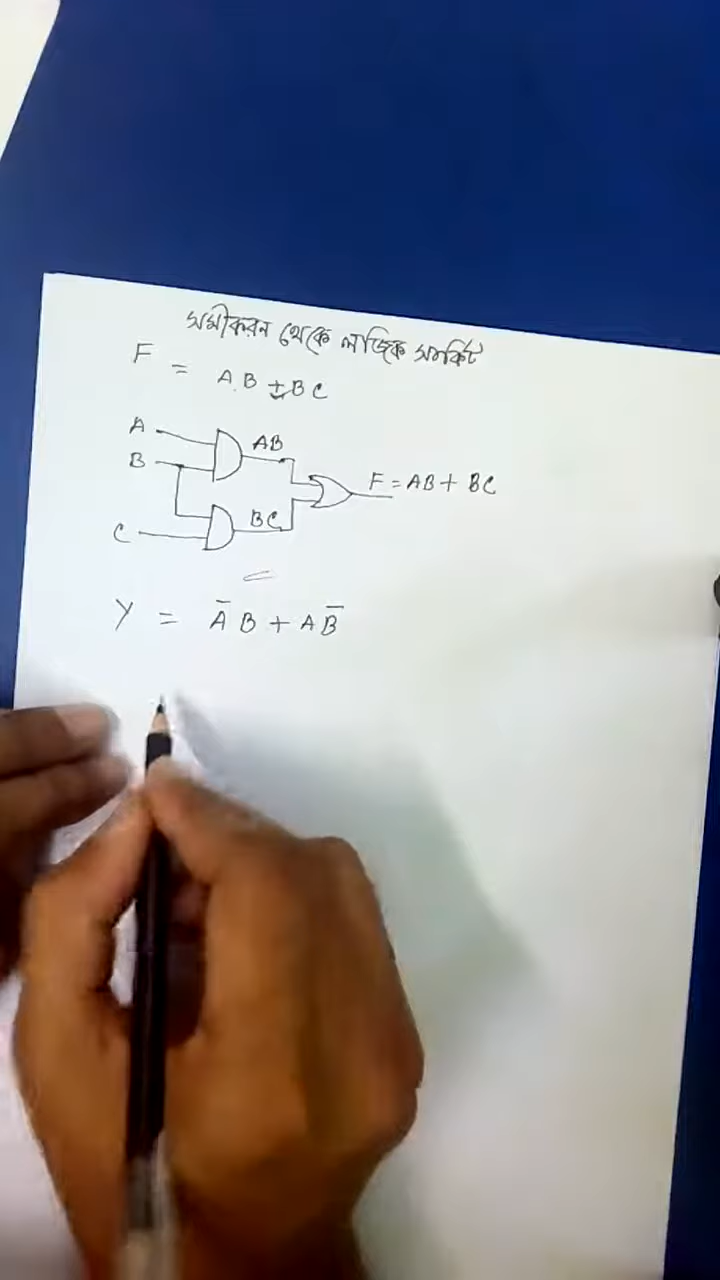 সমীকরন থেকে লজিক সার্কিট
F = A.B + BC
A
AB
B
F = AB + BC
BC
C
Y = A̅ B + A B̅